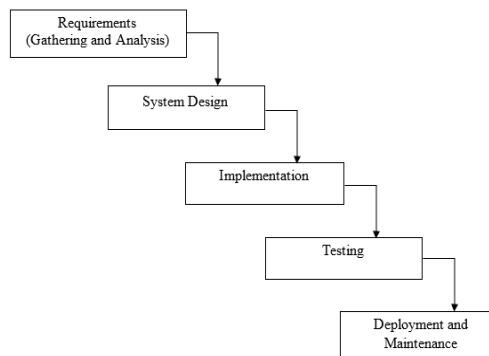 Requirements
(Gathering and Analysis)
System Design
Implementation
Testing
Deployment and
Maintenance